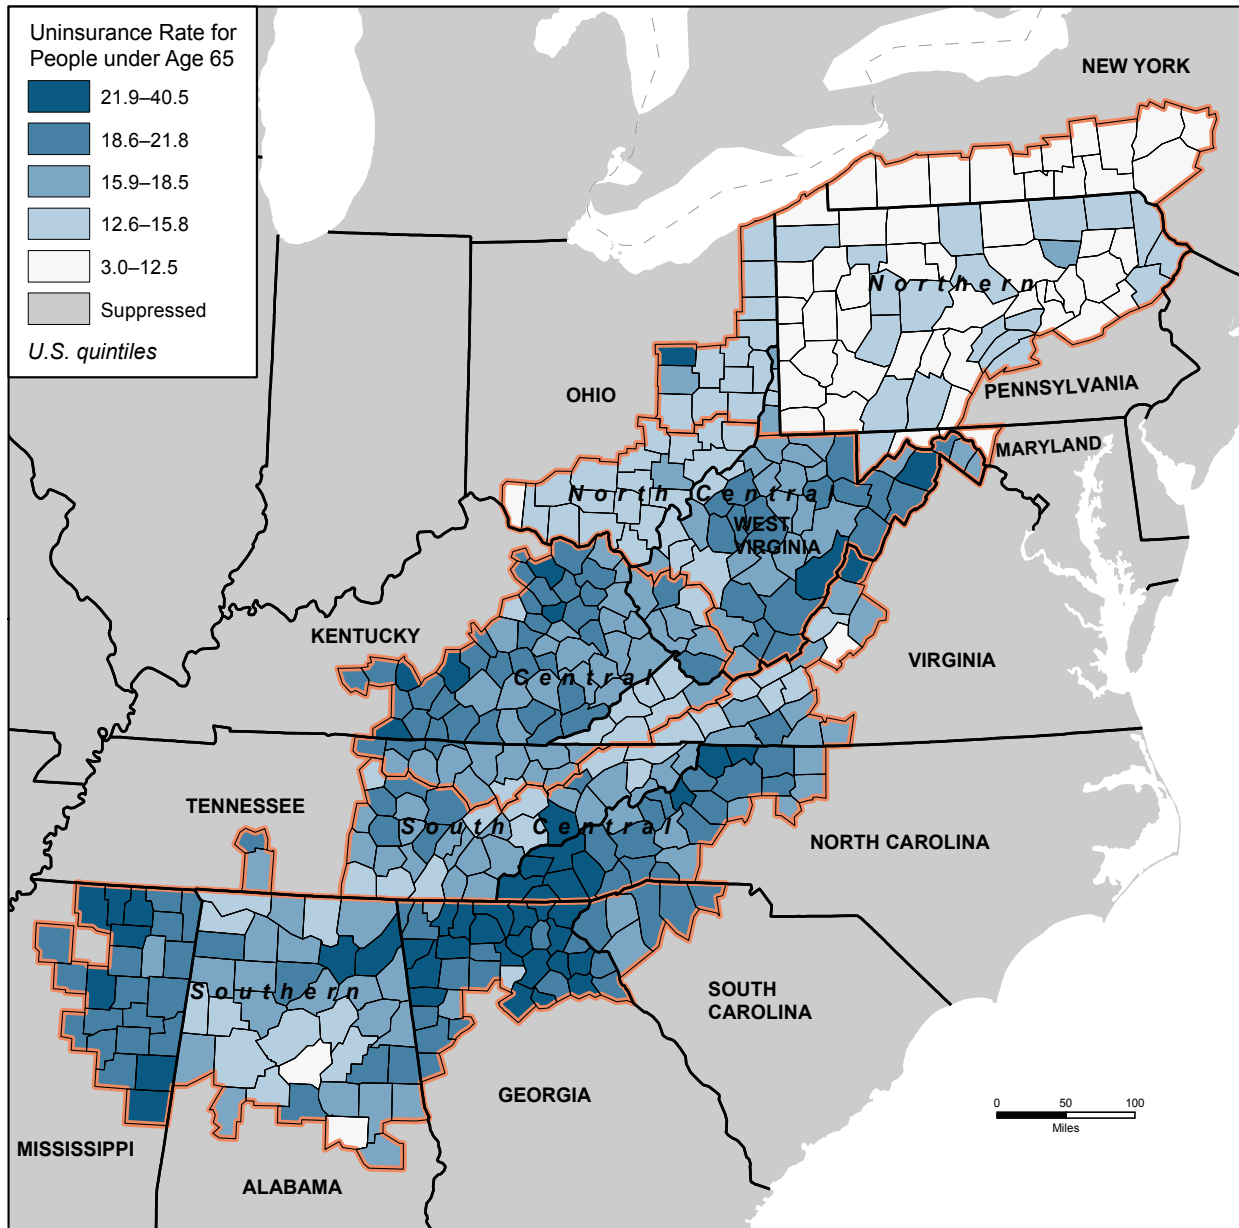 Uninsurance Rate for
People under Age 65
21.9–40.5
18.6–21.8
15.9–18.5
12.6–15.8
3.0–12.5
Suppressed
U.S. quintiles
NEW YORK
Northern
PENNSYLVANIA
OHIO
MARYLAND
North Central
WEST
VIRGINIA
KENTUCKY
VIRGINIA
Central
TENNESSEE
South Central
NORTH CAROLINA
Southern
SOUTH
CAROLINA
GEORGIA
0 50 100
Miles
MISSISSIPPI
ALABAMA